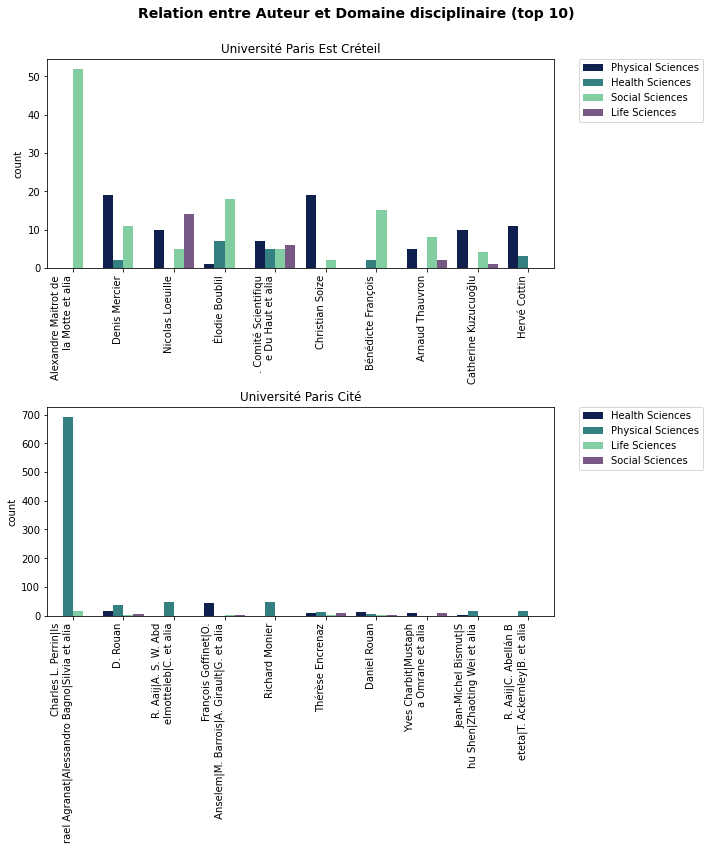 Relation entre Auteur et Domaine disciplinaire (top 10)
Université Paris Est Créteil
Physical Sciences
Health Sciences
Social Sciences
Life Sciences
count
50
40
30
20
10
0
Alexandre Maitrot de
la Motte et alia
Denis Mercier
Nicolas Loeuille
Élodie Boublil
. Comité Scientifiqu
e Du Haut et alia
Christian Soize
Bénédicte François
Arnaud Thauvron
Catherine Kuzucuoğlu
Hervé Cottin
Université Paris Cité
Health Sciences
Physical Sciences
Life Sciences
Social Sciences
count
700
600
500
400
300
200
100
0
Charles L. Perrin|Is
rael Agranat|Alessandro Bagno|Silvia et alia
D. Rouan
R. Aaij|A. S. W. Abd
elmotteleb|C. et alia
François Goffinet|O.
Anselem|M. Barrois|A. Girault|G. et alia
Richard Monier
Thérèse Encrenaz
Daniel Rouan
Yves Charbit|Mustaph
a Omrane et alia
Jean-Michel Bismut|S
hu Shen|Zhaoting Wei et alia
R. Aaij|C. Abellán B
eteta|T. Ackernley|B. et alia